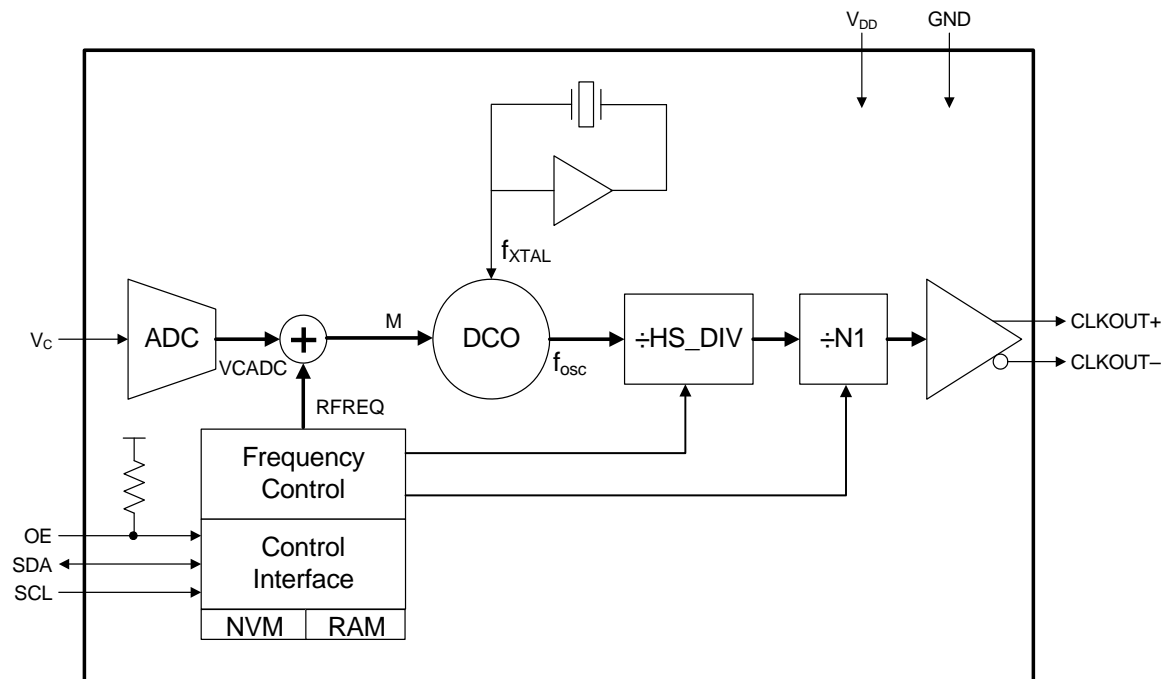 V_DD
GND
f_XTAL
V_C
ADC
VCADC
+
M
DCO
f_osc
÷HS_DIV
÷N1
CLKOUT+
CLKOUT–
RFREQ
Frequency
Control
OE
SDA
SCL
Control
Interface
NVM
RAM